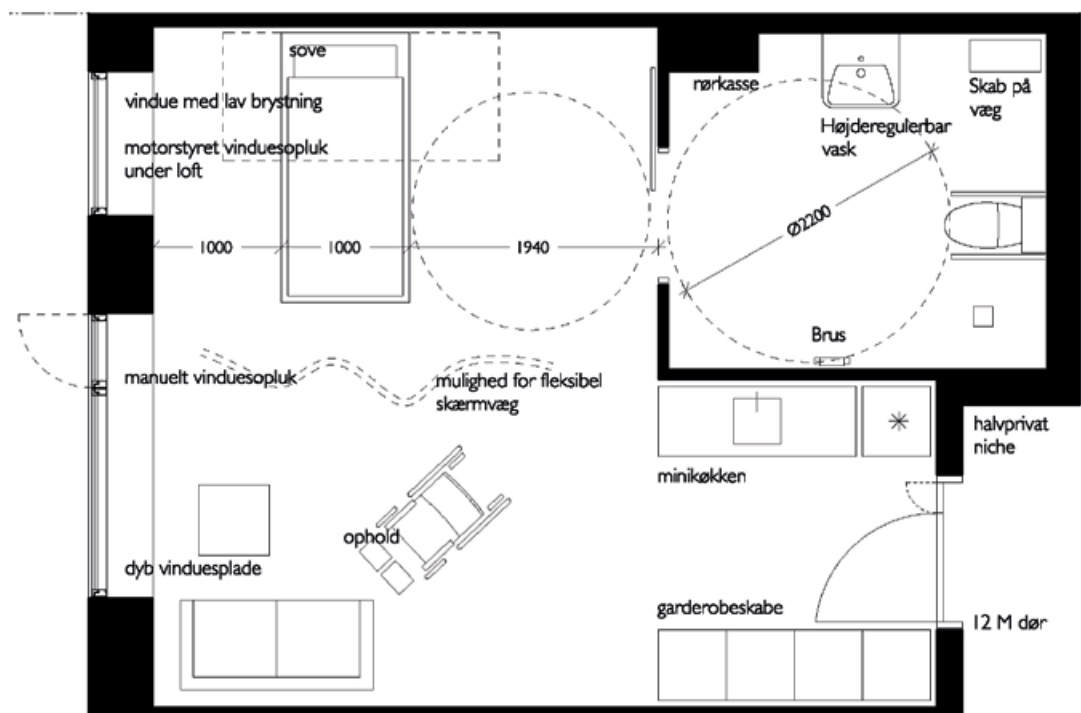 sove
vindue med lav brystning
motorstyret vinduesopluk
under loft
nørkasse
Skab på
væg
Højderegulerbar
vask
Ø2200
1000
1000
1940
Brus
manuelt vinduesopluk
mulighed for fleksibel
skærmvæg
halvprivat
niche
minikøkken
ophold
dyb vinduesplade
garderobeskabe
12 M dør